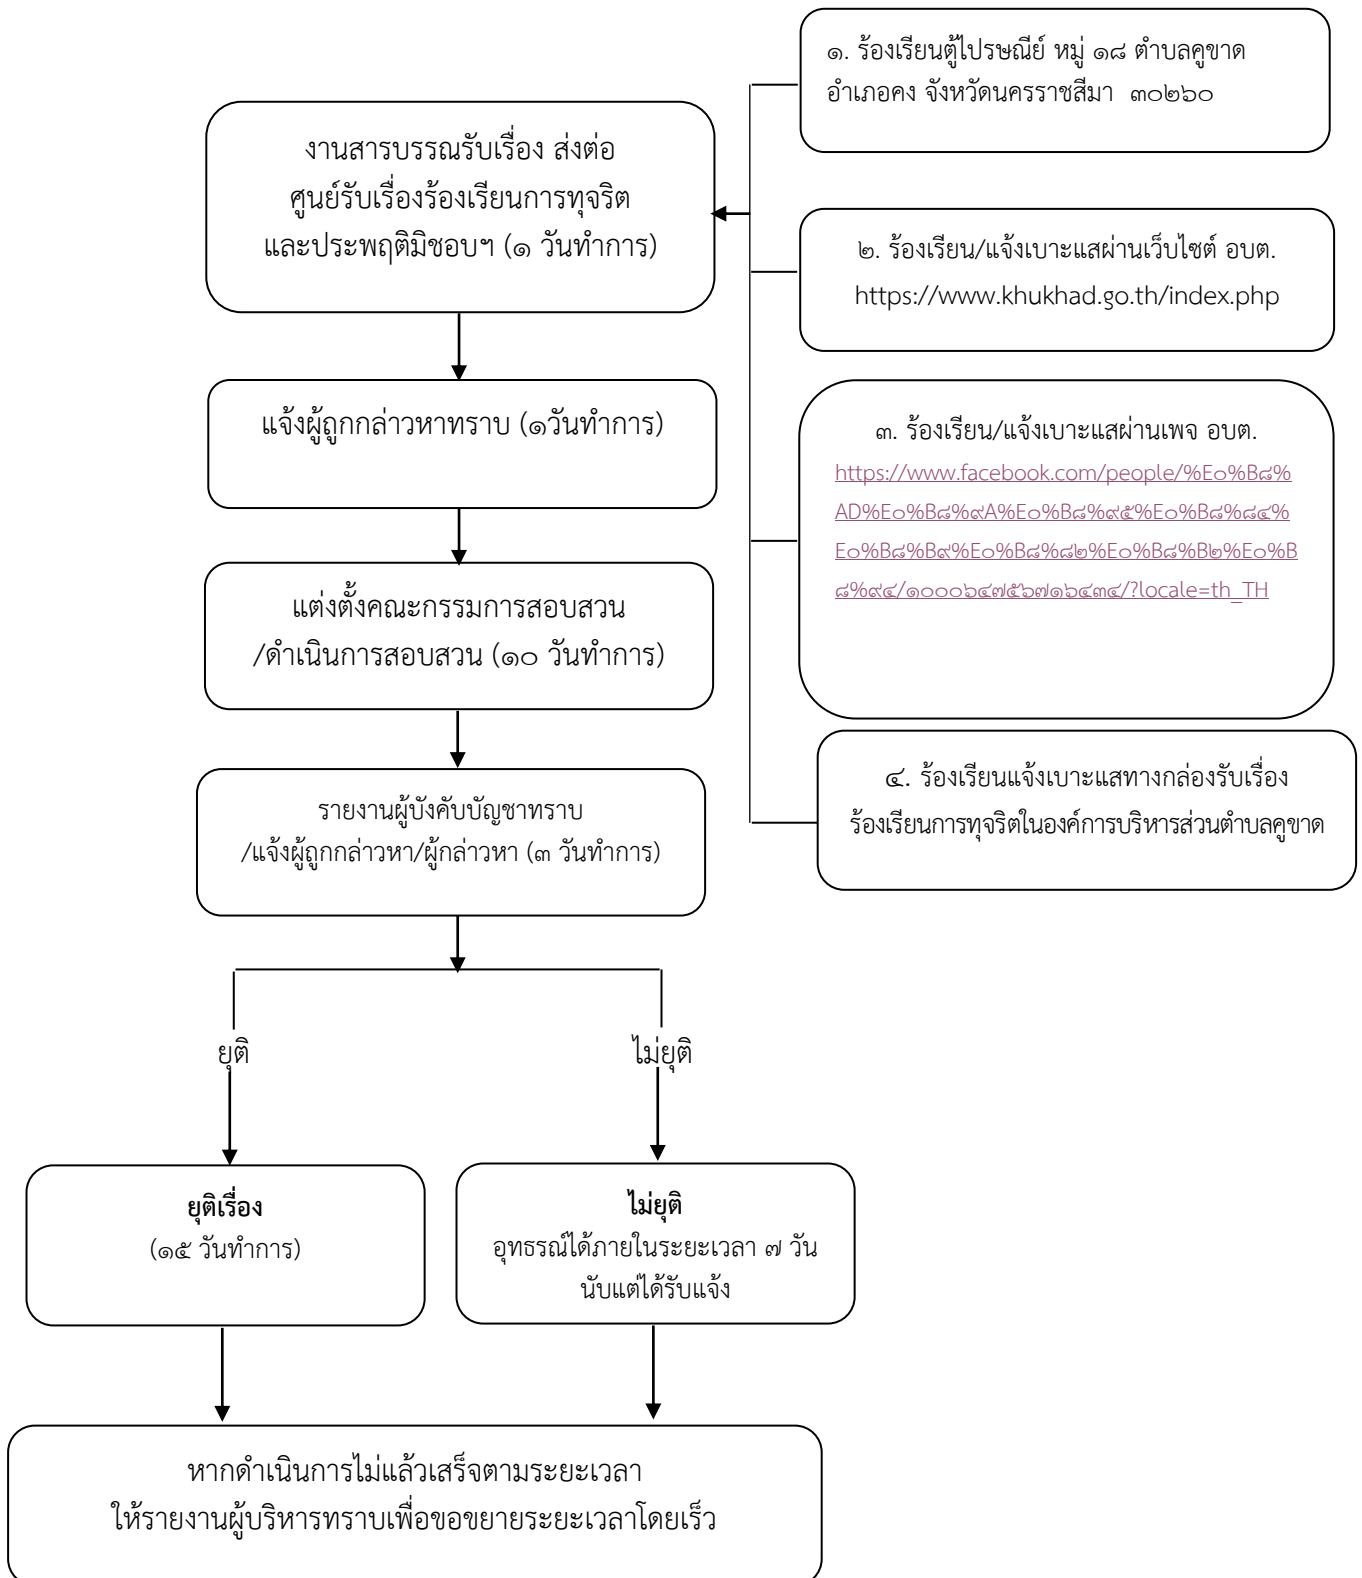 ๑. ร้องเรียนตู้ไปรษณีย์ หมู่ ๑๘ ตำบลคูขาด
อำเภอคง จังหวัดนครราชสีมา ๓๐๒๖๐
งานสารบรรณรับเรื่อง ส่งต่อ
ศูนย์รับเรื่องร้องเรียนการทุจริต
และประพฤติมิชอบฯ (๑ วันทำการ)
๒. ร้องเรียน/แจ้งเบาะแสผ่านเว็บไซต์ อบต.
https://www.khukhad.go.th/index.php
แจ้งผู้ถูกกล่าวหาทราบ (๑วันทำการ)
๓. ร้องเรียน/แจ้งเบาะแสผ่านเพจ อบต.
https://www.facebook.com/people/%E๐%B๘%
AD%E๐%B๘%๙A%E๐%B๘%๙๕%E๐%B๘%๘๔%
E๐%B๘%B๙%E๐%B๘%๘๒%E๐%B๘%B๒%E๐%B
๘%๙๔/๑๐๐๐๖๔๗๕๖๗๑๖๔๓๔/?locale=th_TH
แต่งตั้งคณะกรรมการสอบสวน
/ดำเนินการสอบสวน (๑๐ วันทำการ)
๔. ร้องเรียนแจ้งเบาะแสทางกล่องรับเรื่อง
ร้องเรียนการทุจริตในองค์การบริหารส่วนตำบลคูขาด
รายงานผู้บังคับบัญชาทราบ
/แจ้งผู้ถูกกล่าวหา/ผู้กล่าวหา (๓ วันทำการ)
ยุติ
ไม่ยุติ
ยุติเรื่อง
(๑๕ วันทำการ)
ไม่ยุติ
อุทธรณ์ได้ภายในระยะเวลา ๗ วัน
นับแต่ได้รับแจ้ง
หากดำเนินการไม่แล้วเสร็จตามระยะเวลา
ให้รายงานผู้บริหารทราบเพื่อขอขยายระยะเวลาโดยเร็ว